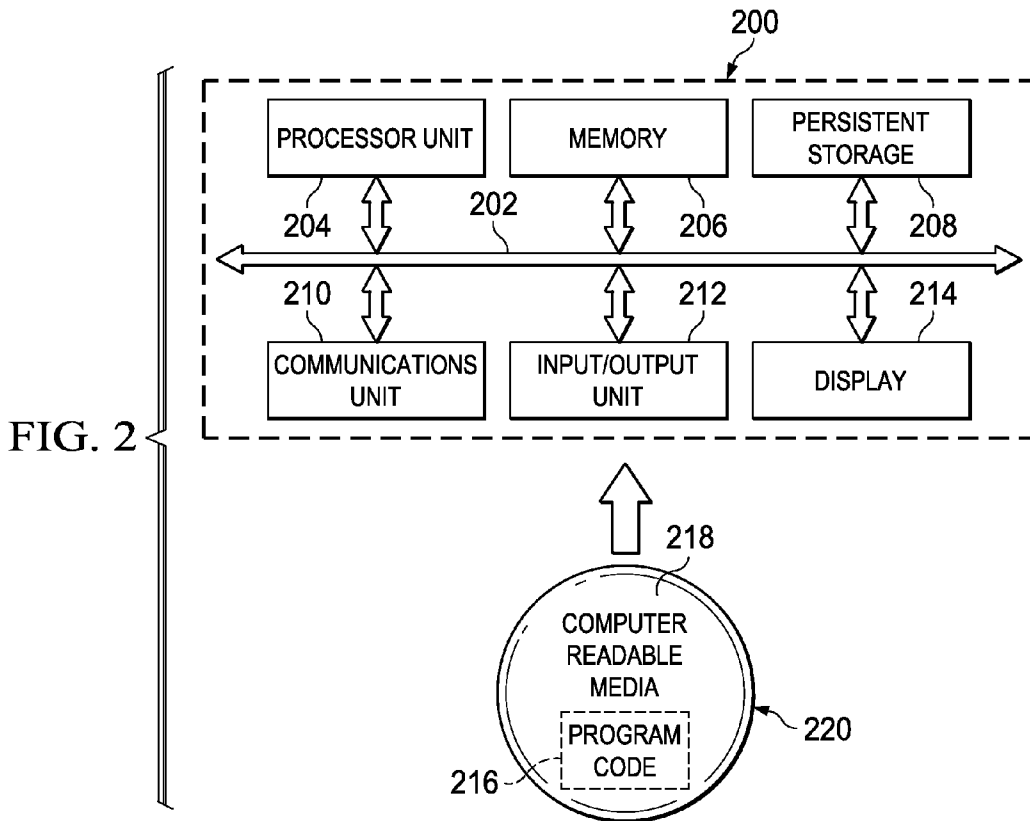 200
PROCESSOR UNIT
MEMORY
PERSISTENT
STORAGE
204
202
206
208
210
212
214
COMMUNICATIONS
UNIT
INPUT/OUTPUT
UNIT
DISPLAY
FIG. 2
218
COMPUTER
READABLE
MEDIA
220
PROGRAM
CODE
216